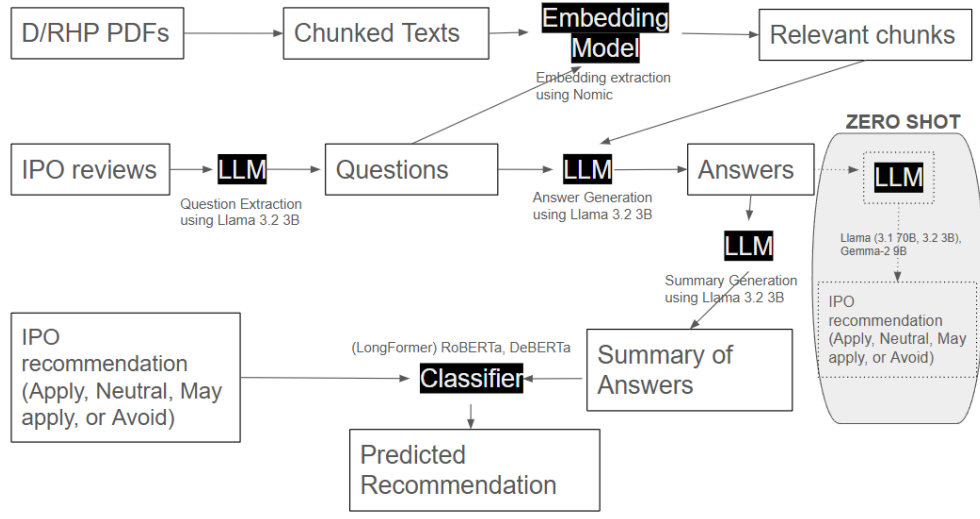 D/RHP PDFs
Chunked Texts
Embedding
Model
Relevant chunks
Embedding extraction
using Nomic
ZERO SHOT
IPO reviews
LLM
Questions
LLM
Answers
LLM
Question Extraction
using Llama 3.2 3B
Answer Generation
using Llama 3.2 3B
LLM
Llama (3.1 70B, 3.2 3B),
Gemma-2 9B
Summary Generation
using Llama 3.2 3B
IPO
recommendation
(Apply, Neutral, May
apply, or Avoid)
IPO
recommendation
(Apply, Neutral, May
apply, or Avoid)
(LongFormer) RoBERTa, DeBERTa
Classifier
Summary of
Answers
Predicted
Recommendation